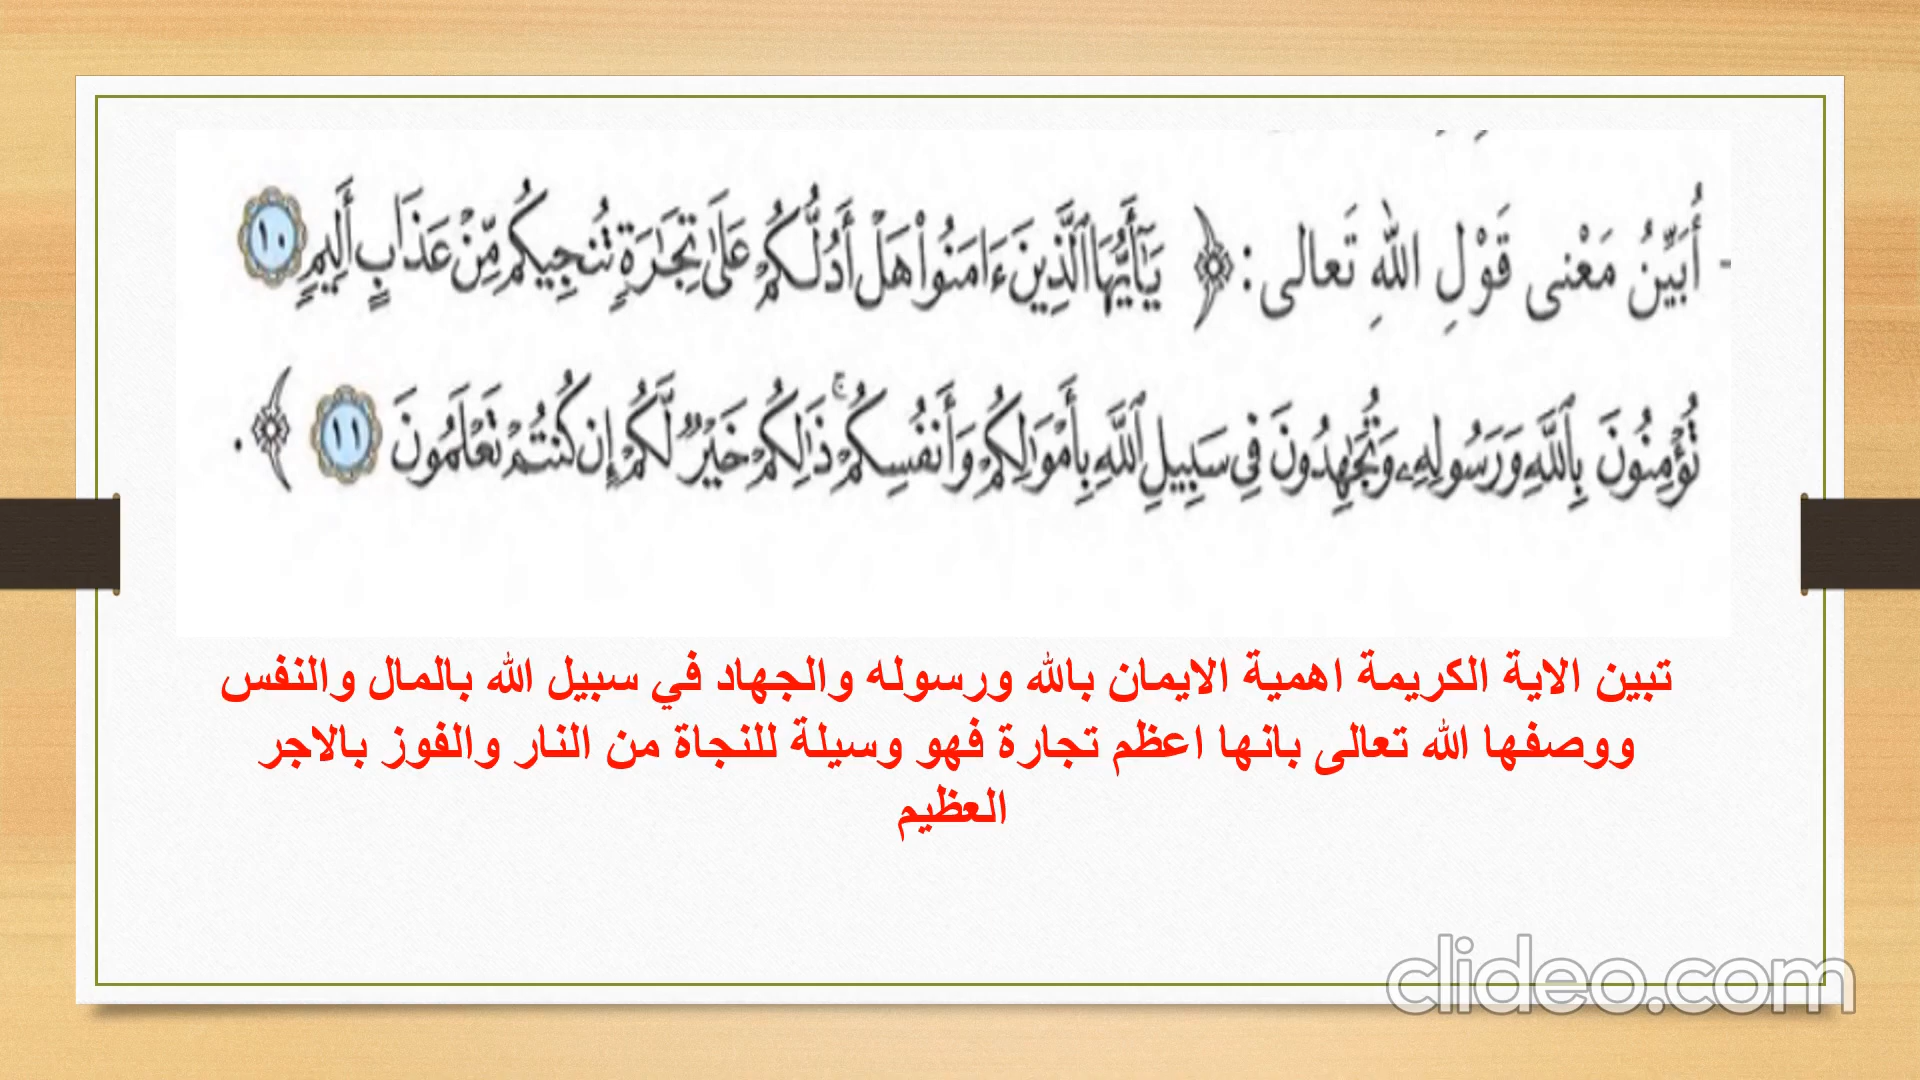 - أُبَيِّنُ مَعْنى قَوْلِ اللهِ تَعالى: ﴿ يَٰٓأَيُّهَا ٱلَّذِينَ ءَامَنُواْ هَلْ أَدُلُّكُمْ عَلَىٰ تِجَٰرَةٍ تُنجِيكُم مِّنْ عَذَابٍ أَلِيمٍ ١٠
تُؤْمِنُونَ بِٱللَّهِ وَرَسُولِهِۦ وَتُجَٰهِدُونَ فِي سَبِيلِ ٱللَّهِ بِأَمْوَٰلِكُمْ وَأَنفُسِكُمْۚ ذَٰلِكُمْ خَيْرٌ لَّكُمْ إِن كُنتُمْ تَعْلَمُونَ ١١ ﴾.
تبين الاية الكريمة اهمية الايمان بالله ورسوله والجهاد في سبيل الله بالمال والنفس
ووصفها الله تعالى بانها اعظم تجارة فهو وسيلة للنجاة من النار والفوز بالاجر
العظيم
clideo.com